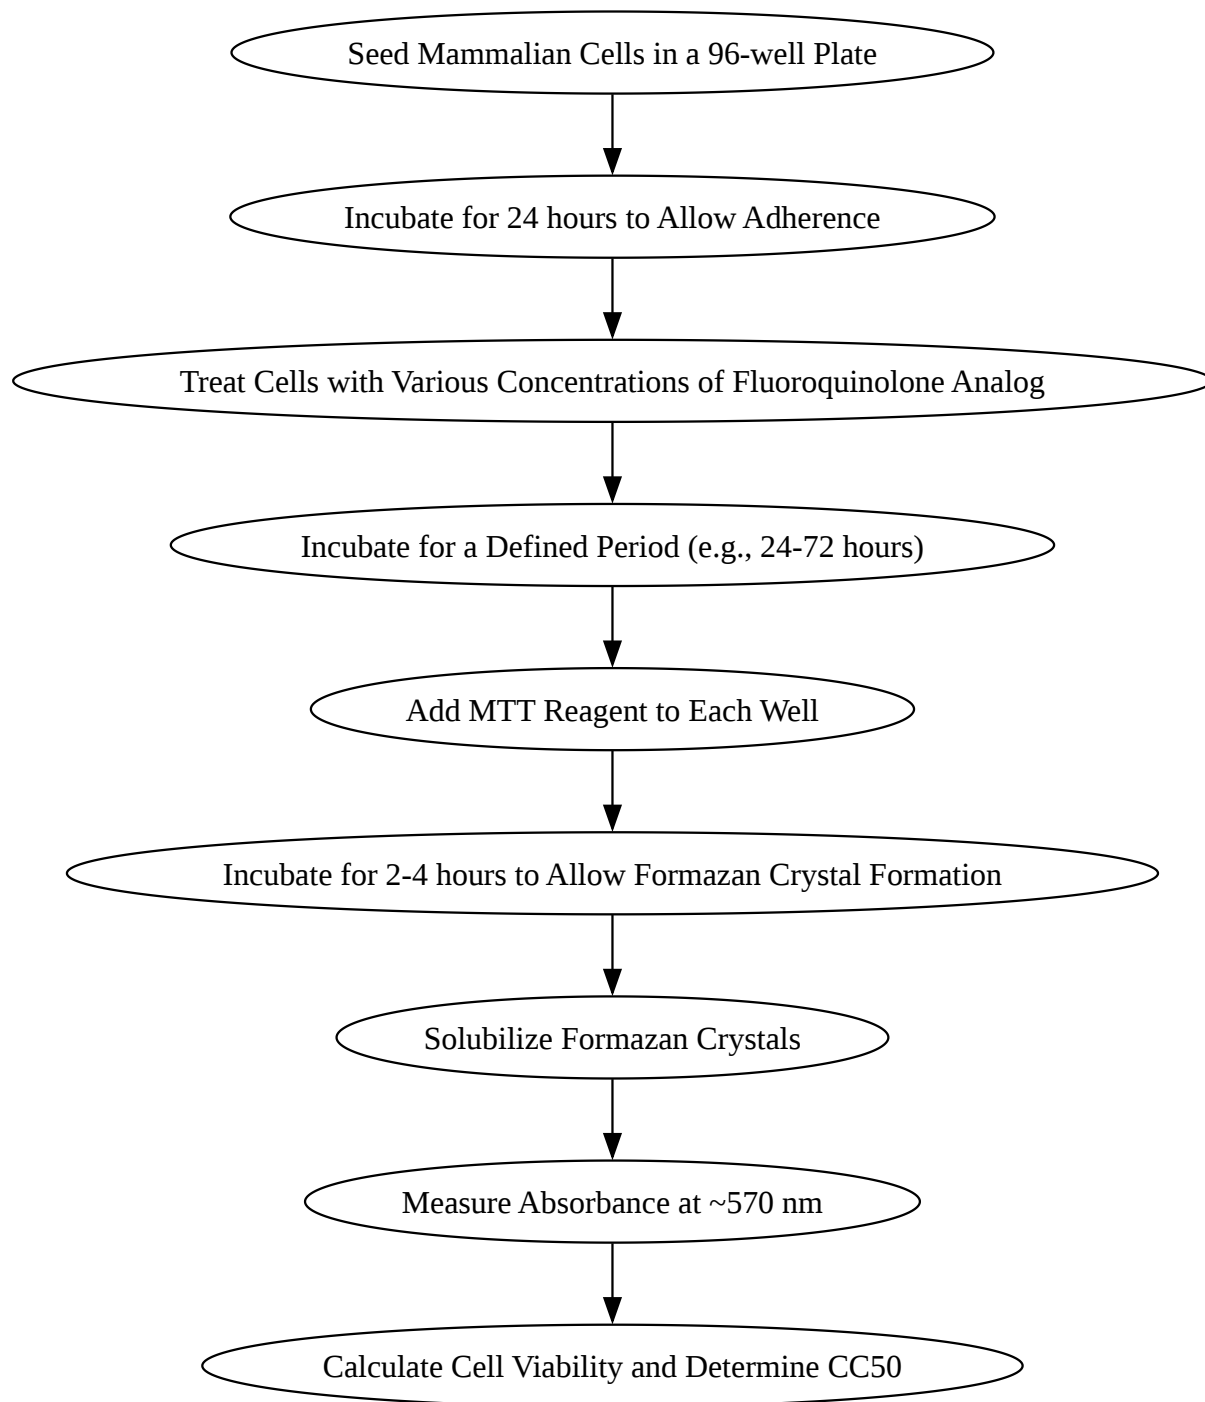 Seed Mammalian Cells in a 96-well Plate
Incubate for 24 hours to Allow Adherence
Treat Cells with Various Concentrations of Fluoroquinolone Analog
Incubate for a Defined Period (e.g., 24-72 hours)
Add MTT Reagent to Each Well
Incubate for 2-4 hours to Allow Formazan Crystal Formation
Solubilize Formazan Crystals
Measure Absorbance at ~570 nm
Calculate Cell Viability and Determine CC50